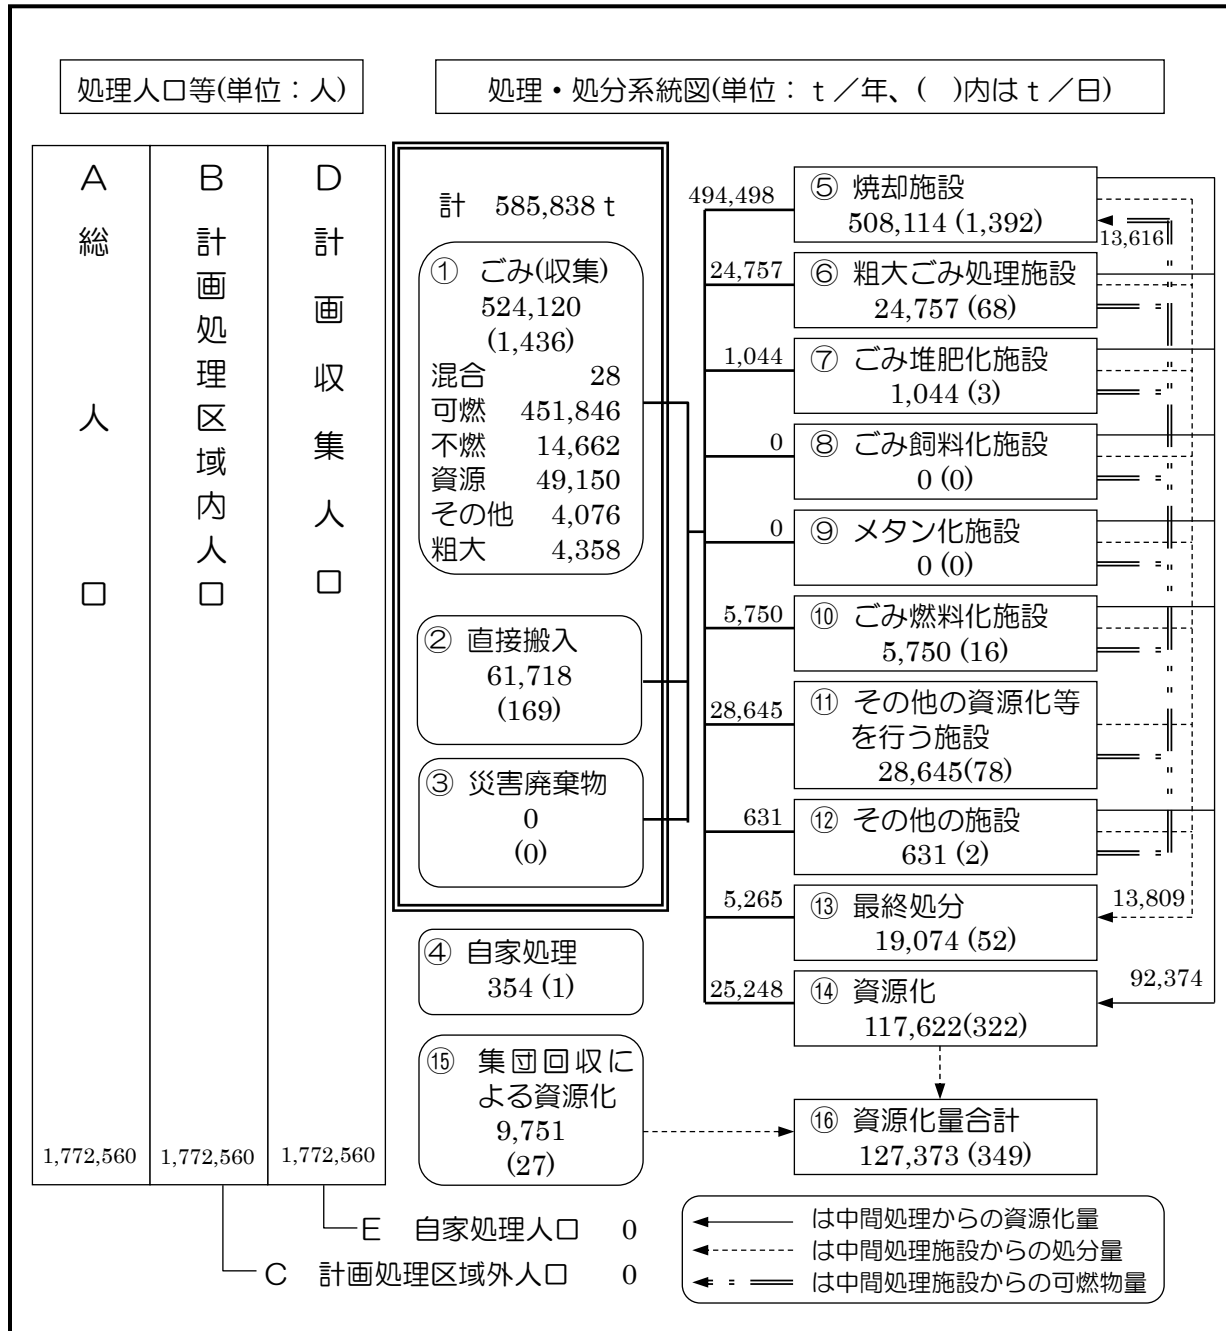 処理人口等(単位：人)
処理・処分系統図(単位：ｔ／年、(　)内はｔ／日)
A 総人口
1,772,560
B 計画処理区域内人口
1,772,560
D 計画収集人口
1,772,560
E 自家処理人口 0
C 計画処理区域外人口 0
計 585,838 t
① ごみ(収集)
524,120
(1,436)
混合 28
可燃 451,846
不燃 14,662
資源 49,150
その他 4,076
粗大 4,358
② 直接搬入
61,718
(169)
③ 災害廃棄物
0
(0)
④ 自家処理
354 (1)
⑮ 集団回収に
よる資源化
9,751
(27)
494,498
⑤ 焼却施設
508,114 (1,392)
13,616
24,757
⑥ 粗大ごみ処理施設
24,757 (68)
1,044
⑦ ごみ堆肥化施設
1,044 (3)
0
⑧ ごみ飼料化施設
0 (0)
0
⑨ メタン化施設
0 (0)
5,750
⑩ ごみ燃料化施設
5,750 (16)
28,645
⑪ その他の資源化等
を行う施設
28,645(78)
631
⑫ その他の施設
631 (2)
5,265
⑬ 最終処分
19,074 (52)
13,809
25,248
⑭ 資源化
117,622(322)
92,374
⑯ 資源化量合計
127,373 (349)
は中間処理からの資源化量
は中間処理施設からの処分量
は中間処理施設からの可燃物量